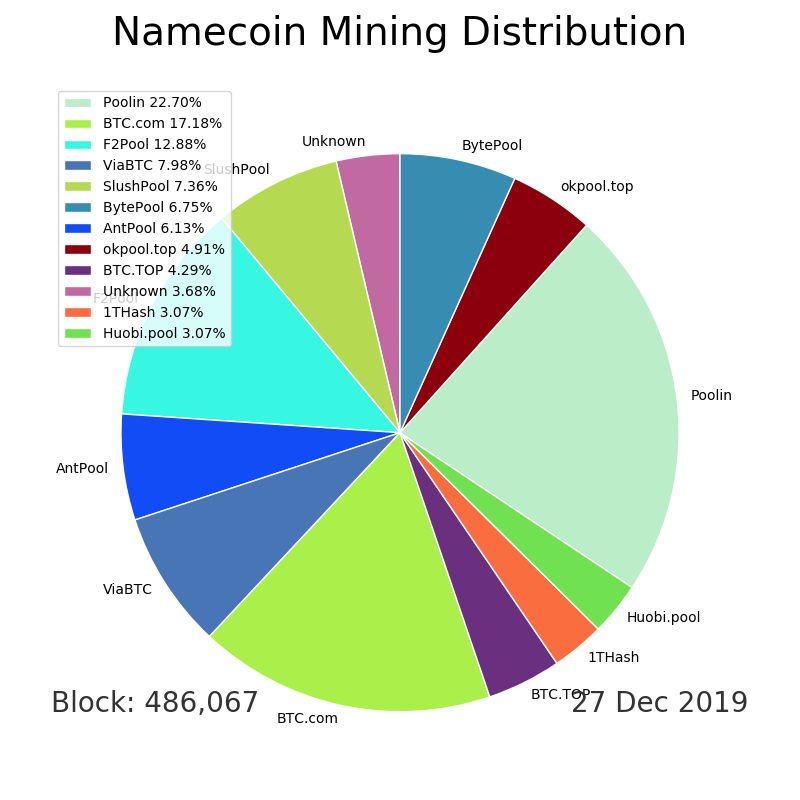 Namecoin Mining Distribution
Poolin 22.70%
BTC.com 17.18%
F2Pool 12.88%
ViaBTC 7.98%
SlushPool 7.36%
BytePool 6.75%
AntPool 6.13%
okpool.top 4.91%
BTC.TOP 4.29%
Unknown 3.68%
1THash 3.07%
Huobi.pool 3.07%
Unknown
BytePool
SlushPool
okpool.top
F2Pool
Poolin
AntPool
ViaBTC
Huobi.pool
1THash
BTC.TOP
BTC.com
Block: 486,067
27 Dec 2019